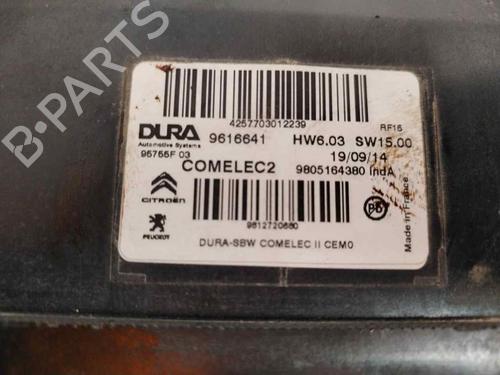 B-PARTS
4257703012239
RF15
DURA
Automotive Systems
9616641
HW6.03 SW15.00
95755F 03
19/09/14
COMELEC2
9805164380 IndA
CITROËN
PEUGEOT
9812720680
Pb
Made in France
DURA-SBW COMELEC II CEM0